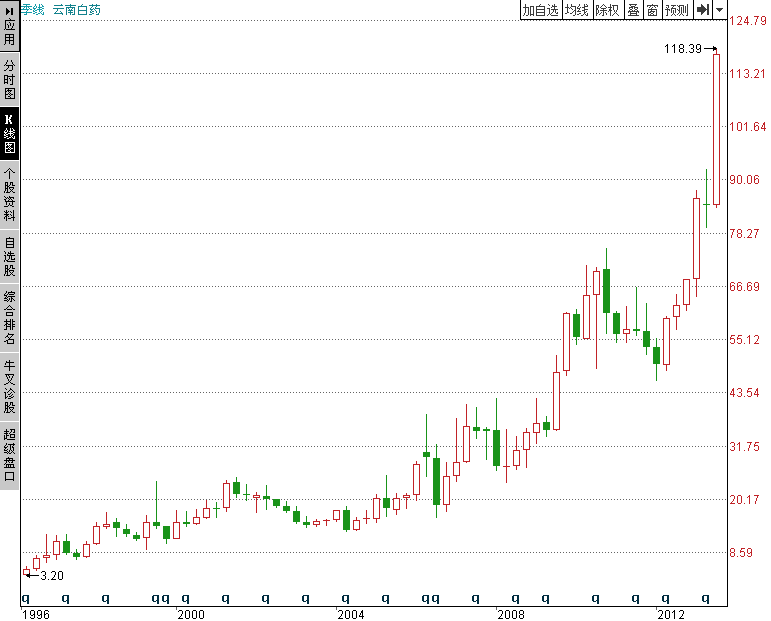 季线 云南白药
加自选 均线 除权 叠 窗 预测
应用
分时图
K线图
个股资料
自选股
综合排名
牛叉诊股
超级盘口
124.79
118.39
113.21
101.64
90.06
78.27
66.69
55.12
43.54
31.75
20.17
8.59
3.20
q q q q q q q q q q q q q q q q q q q
1996 2000 2004 2008 2012